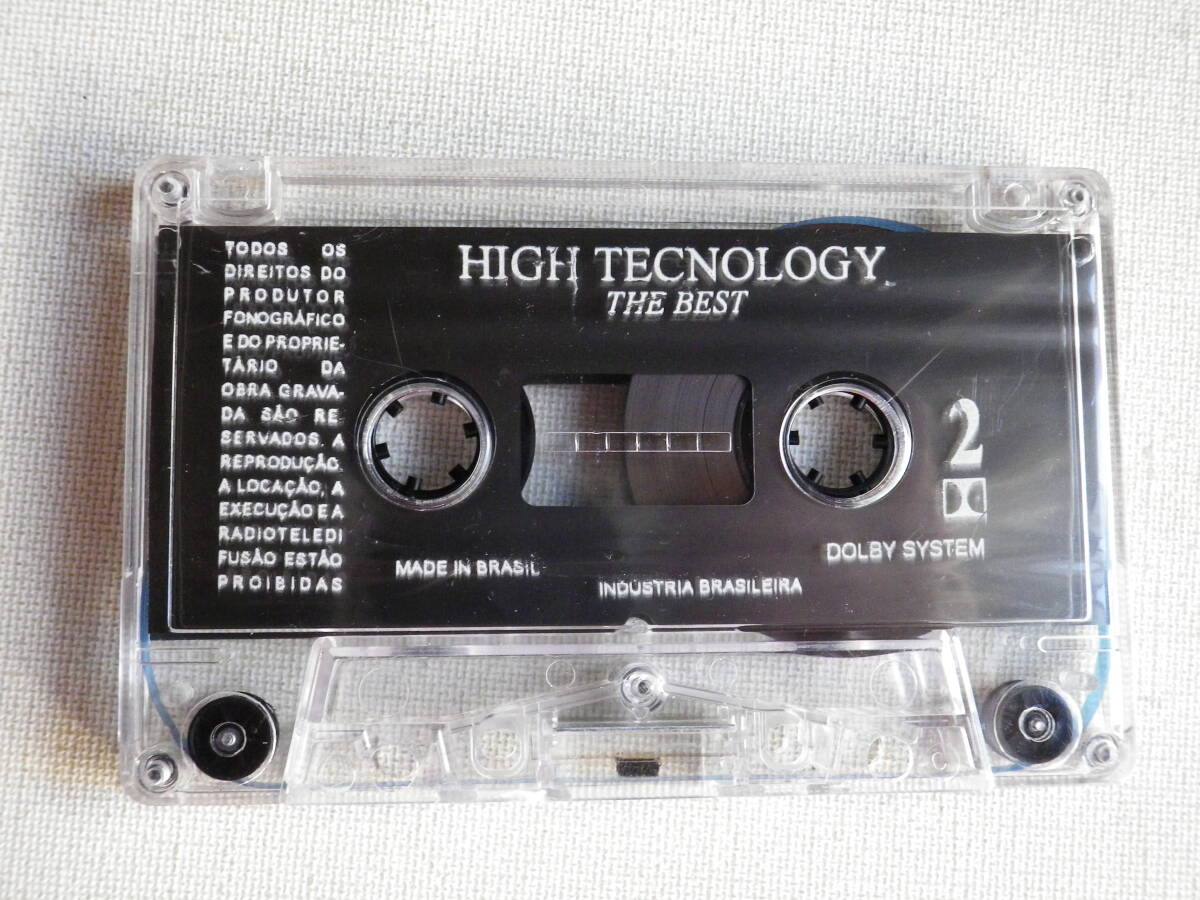 TODOS OS
DIREITOS DO
PRODUTOR
FONOGRÁFICO
E DO PROPRIE-
TÁRIO DA
OBRA GRAVA-
DA SÃO RE
SERVADOS. A
REPRODUÇÃO.
A LOCAÇÃO, A
EXECUÇÃO E A
RADIOTELEDI
FUSÃO ESTÃO
PROIBIDAS
HIGH TECNOLOGY
THE BEST
2
DOLBY SYSTEM
MADE IN BRASIL
INDÚSTRIA BRASILEIRA